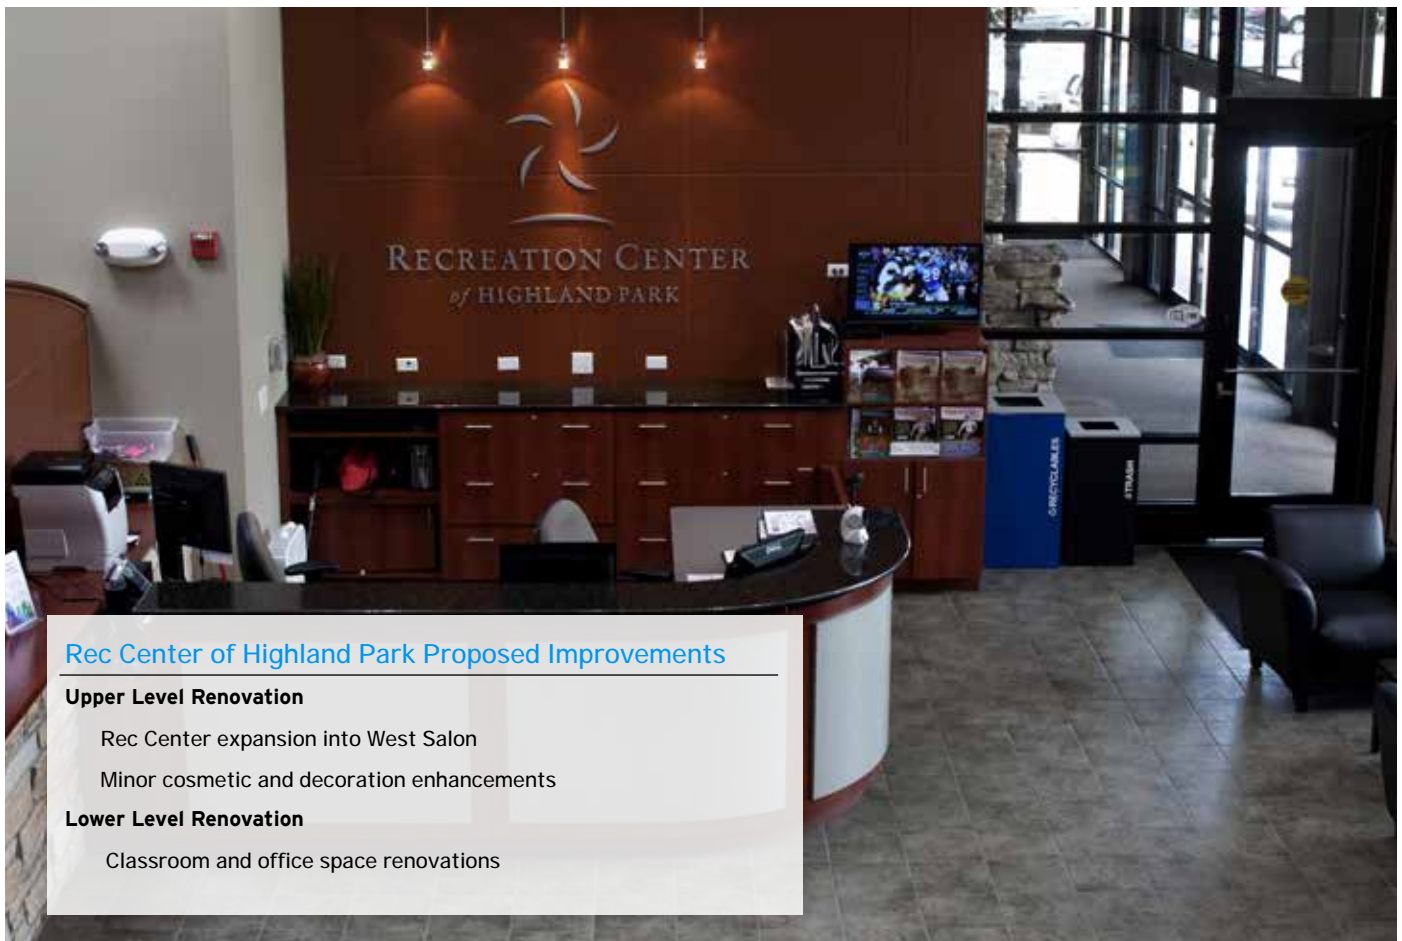 RECREATION CENTER
of HIGHLAND PARK
RECYCLABLES
TRASH
Rec Center of Highland Park Proposed Improvements
Upper Level Renovation
Rec Center expansion into West Salon
Minor cosmetic and decoration enhancements
Lower Level Renovation
Classroom and office space renovations